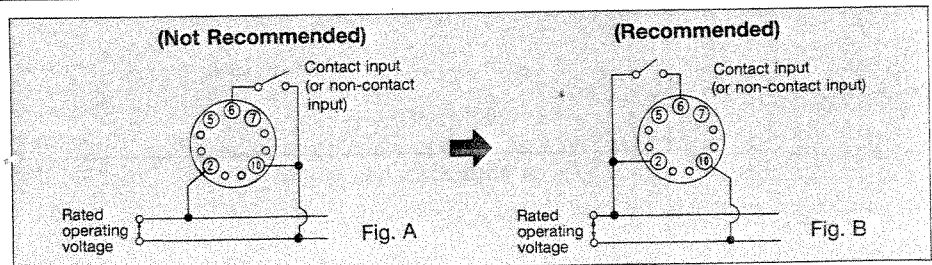 (Not Recommended)
Contact input
(or non-contact
input)
5
6
7
2
10
Rated
operating
voltage
Fig. A
(Recommended)
Contact input
(or non-contact input)
5
6
7
2
10
Rated
operating
voltage
Fig. B